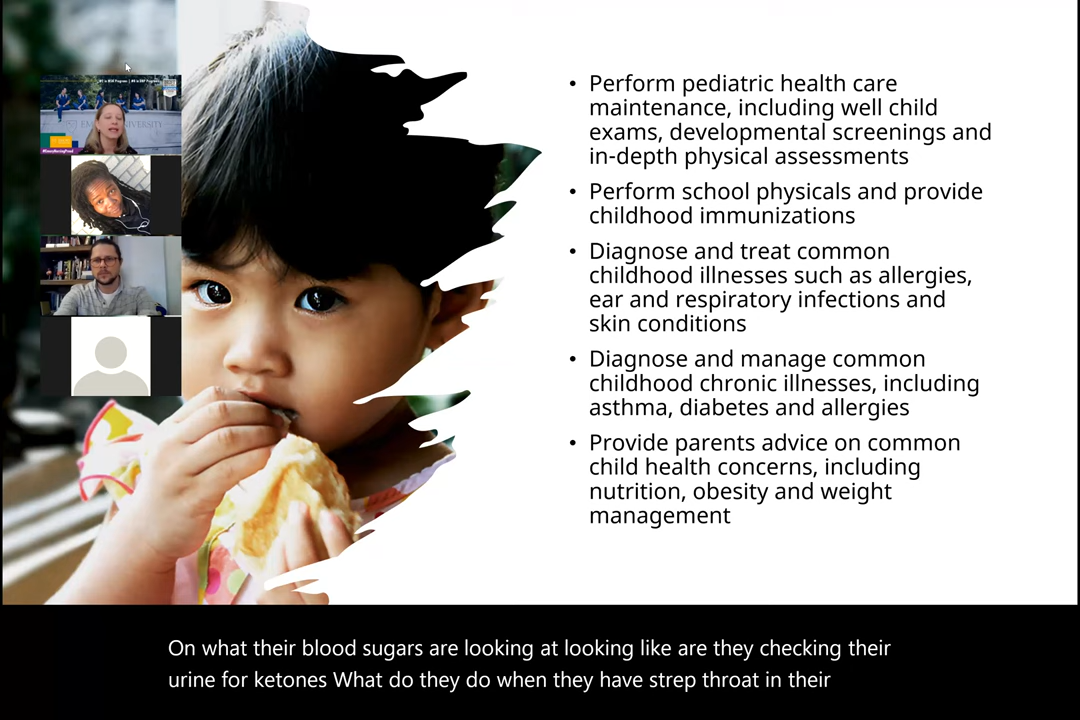 • Perform pediatric health care
maintenance, including well child
exams, developmental screenings and
in-depth physical assessments
• Perform school physicals and provide
childhood immunizations
• Diagnose and treat common
childhood illnesses such as allergies,
ear and respiratory infections and
skin conditions
• Diagnose and manage common
childhood chronic illnesses, including
asthma, diabetes and allergies
• Provide parents advice on common
child health concerns, including
nutrition, obesity and weight
management
On what their blood sugars are looking at looking like are they checking their
urine for ketones What do they do when they have strep throat in their